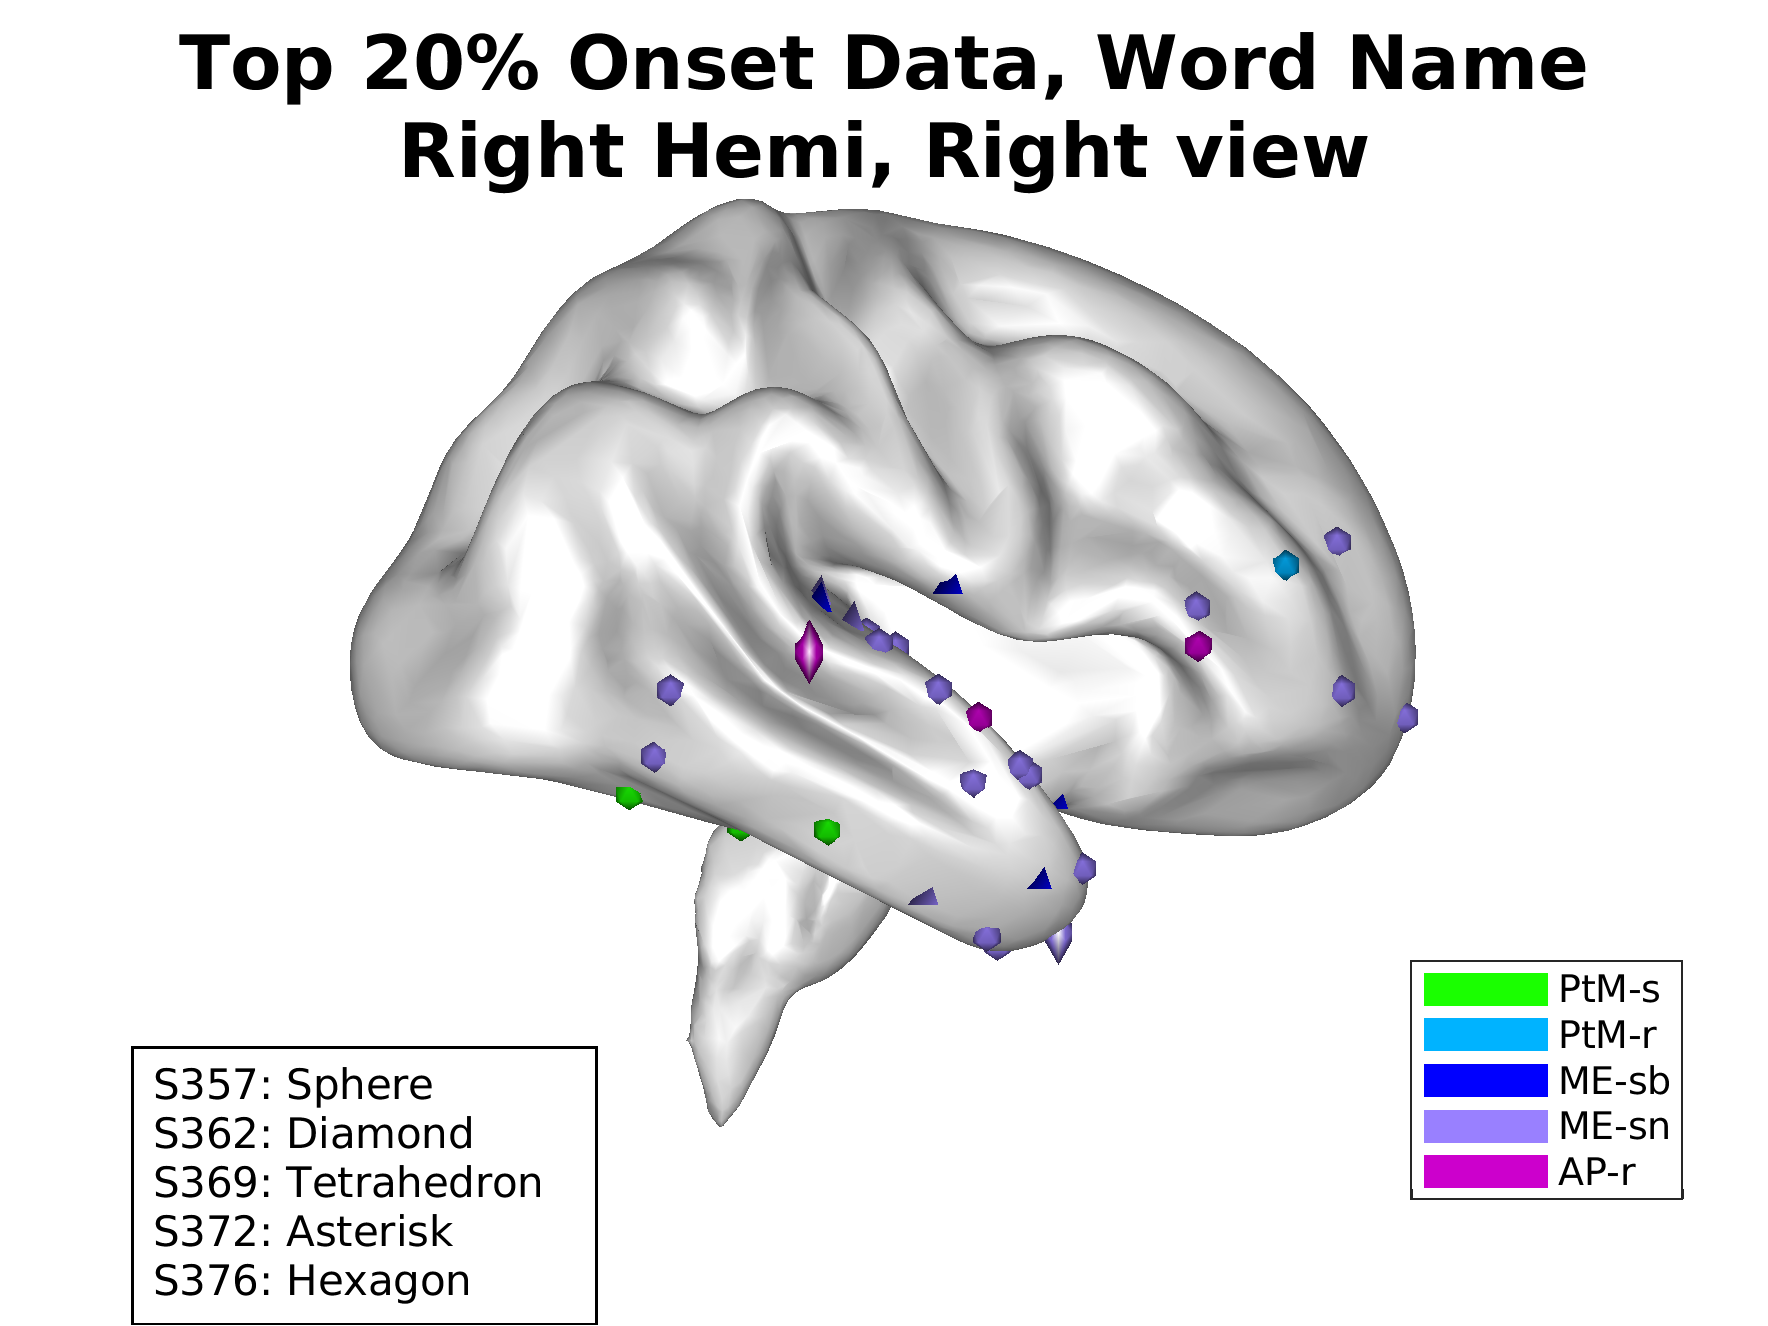 Top 20% Onset Data, Word Name
Right Hemi, Right view
S357: Sphere
S362: Diamond
S369: Tetrahedron
S372: Asterisk
S376: Hexagon
PtM-s
PtM-r
ME-sb
ME-sn
AP-r